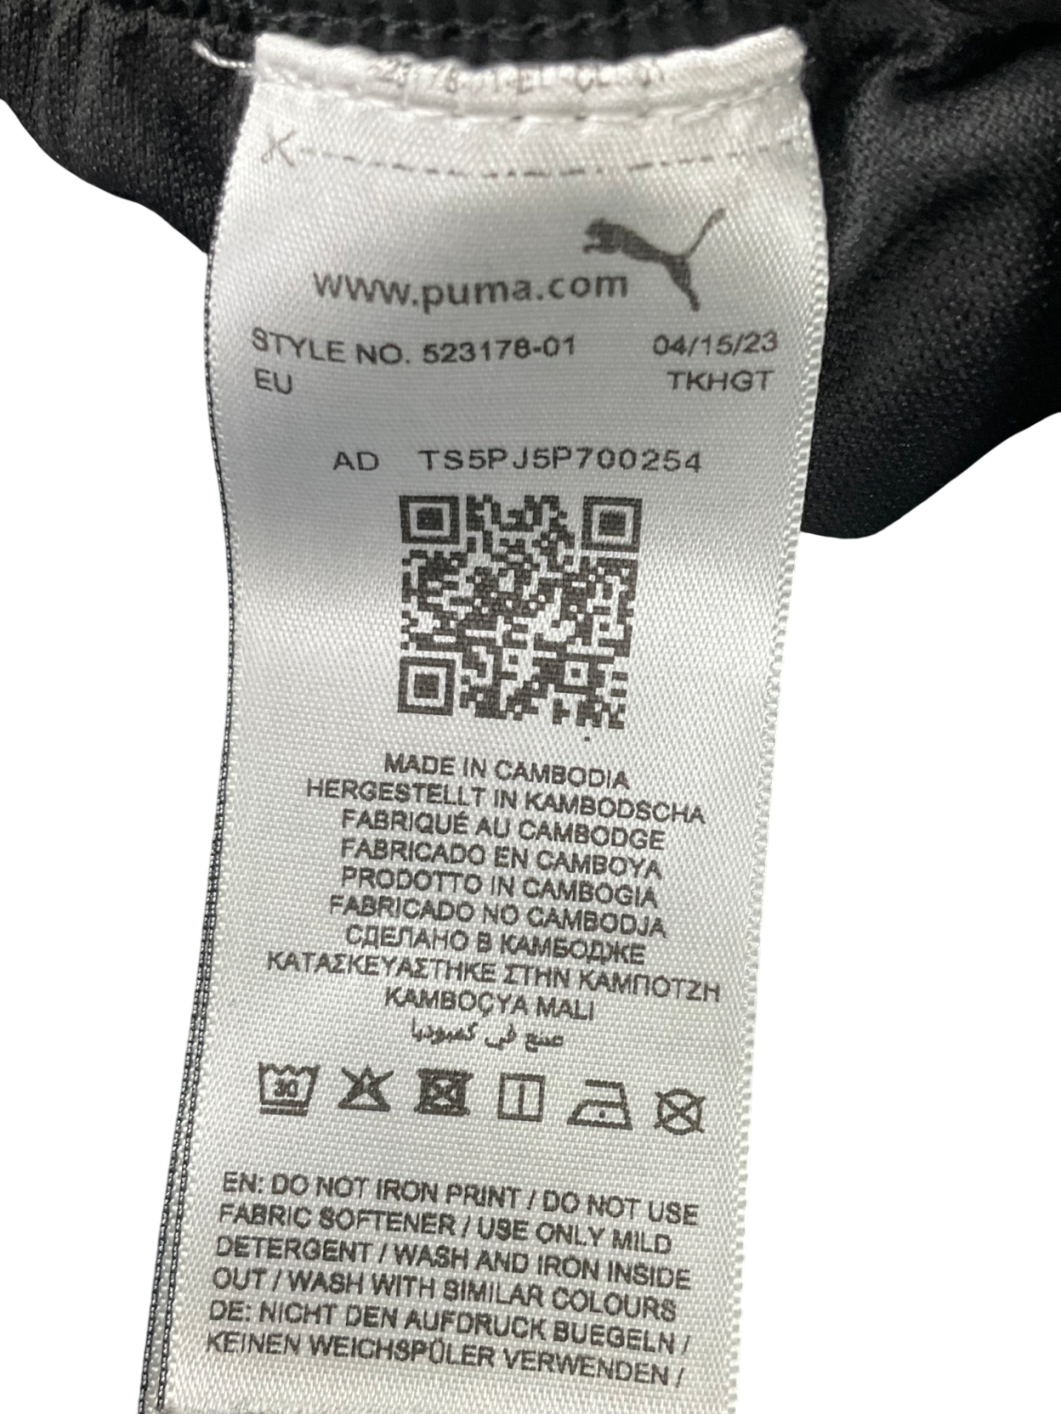 www.puma.com
STYLE NO. 523178-01 04/15/23
EU TKHGT
AD TS5PJ5P700254
MADE IN CAMBODIA
HERGESTELLT IN KAMBODSCHA
FABRIQUÉ AU CAMBODGE
FABRICADO EN CAMBOYA
PRODOTTO IN CAMBOGIA
FABRICADO NO CAMBODJA
СДЕЛАНО В КАМБОДЖЕ
ΚΑΤΑΣΚΕΥΑΣΤΗΚΕ ΣΤΗΝ ΚΑΜΠΟΤΖΗ
KAMBOÇYA MALI
صنع في كمبوديا
30
EN: DO NOT IRON PRINT / DO NOT USE
FABRIC SOFTENER / USE ONLY MILD
DETERGENT / WASH AND IRON INSIDE
OUT / WASH WITH SIMILAR COLOURS
DE: NICHT DEN AUFDRUCK BUEGELN /
KEINEN WEICHSPÜLER VERWENDEN /